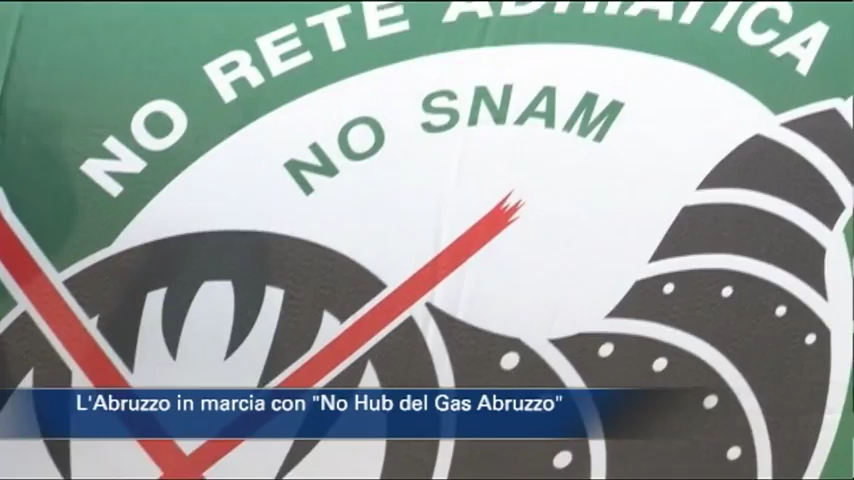 NO RETE ADRIATICA
NO SNAM
L'Abruzzo in marcia con "No Hub del Gas Abruzzo"